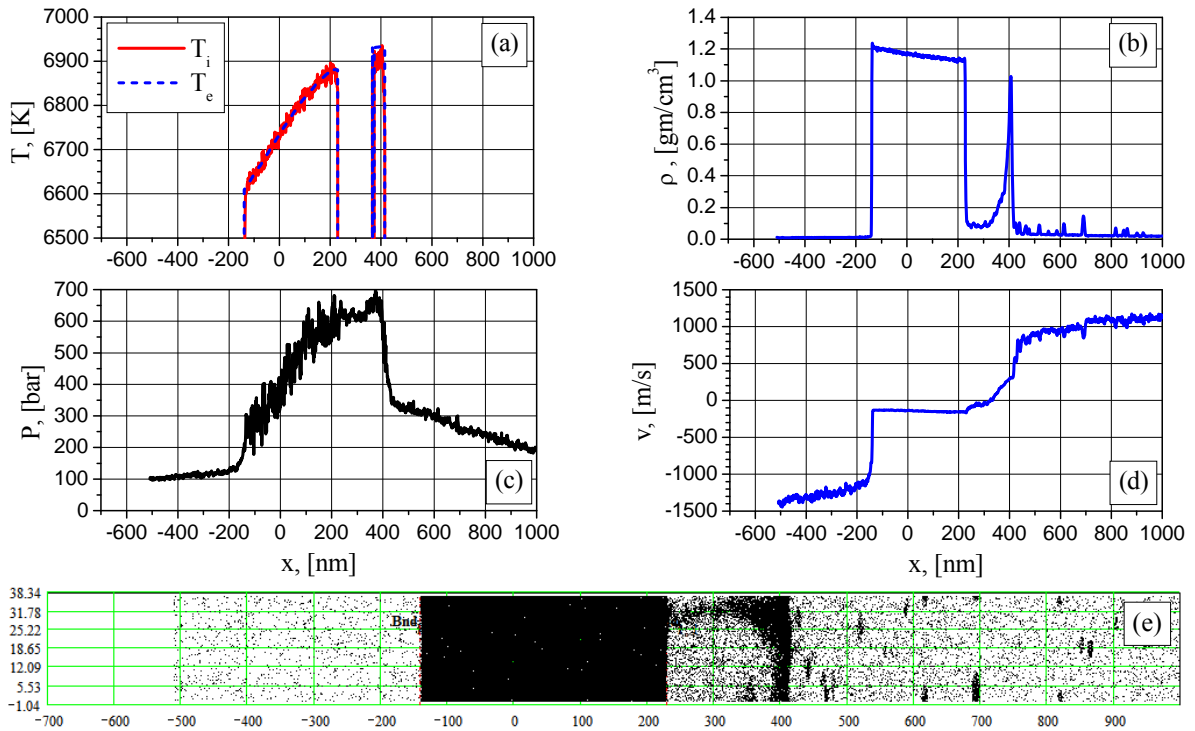 7000
6900
6800
6700
6600
6500
T, [K]
T_i
T_e
(a)
-600 -400 -200 0 200 400 600 800 1000
1.4
1.2
1.0
0.8
0.6
0.4
0.2
0.0
ρ, [gm/cm³]
(b)
-600 -400 -200 0 200 400 600 800 1000
700
600
500
400
300
200
100
0
P, [bar]
(c)
-600 -400 -200 0 200 400 600 800 1000
x, [nm]
1500
1000
500
0
-500
-1000
-1500
v, [m/s]
(d)
-600 -400 -200 0 200 400 600 800 1000
x, [nm]
38.34
31.78
25.22
18.65
12.09
5.53
-1.04
Bnd
(e)
-700 -600 -500 -400 -300 -200 -100 0 100 200 300 400 500 600 700 800 900